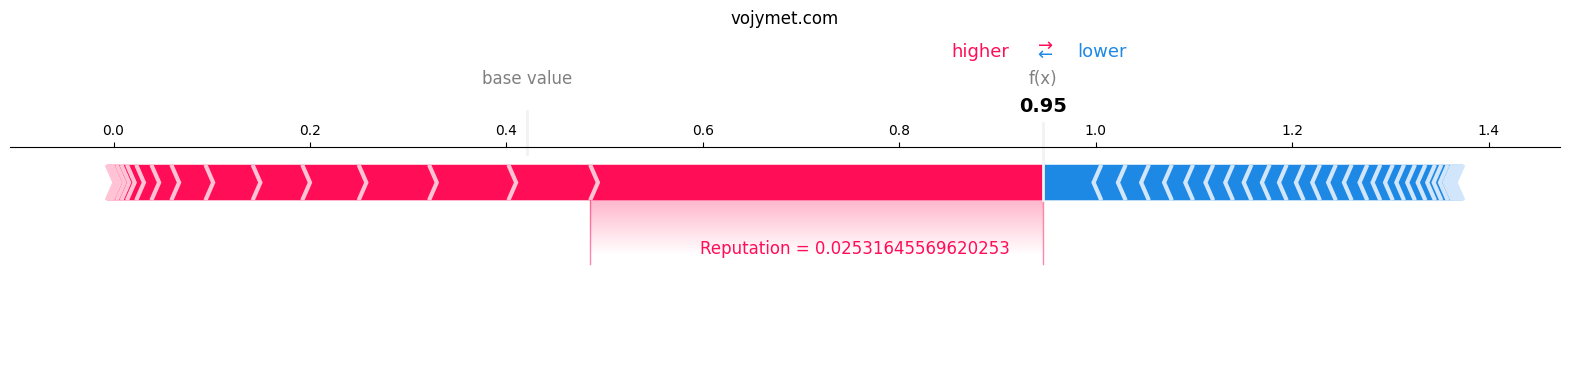 vojymet.com
higher ⇄ lower
base value f(x)
0.95
0.0 0.2 0.4 0.6 0.8 1.0 1.2 1.4
Reputation = 0.02531645569620253